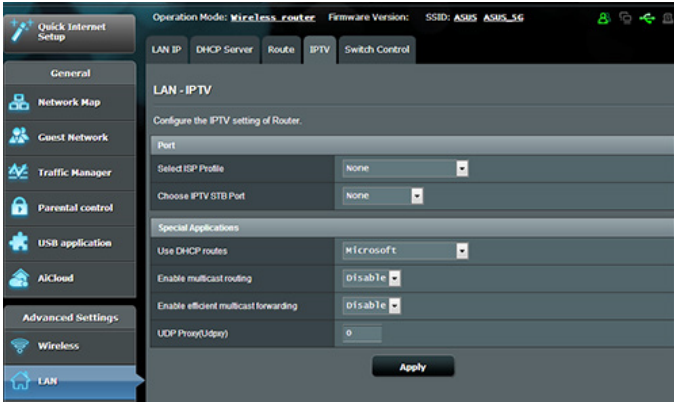 Quick Internet
Setup
Operation Mode: Wireless router Firmware Version: SSID: ASUS ASUS_5G
LAN IP DHCP Server Route IPTV Switch Control
General
Network Map
Guest Network
Traffic Manager
Parental control
USB application
AiCloud
Advanced Settings
Wireless
LAN
LAN - IPTV
Configure the IPTV setting of Router.
Port
Select ISP Profile None
Choose IPTV STB Port None
Special Applications
Use DHCP routes Microsoft
Enable multicast routing Disable
Enable efficient multicast forwarding Disable
UDP Proxy(Udpxy) 0
Apply